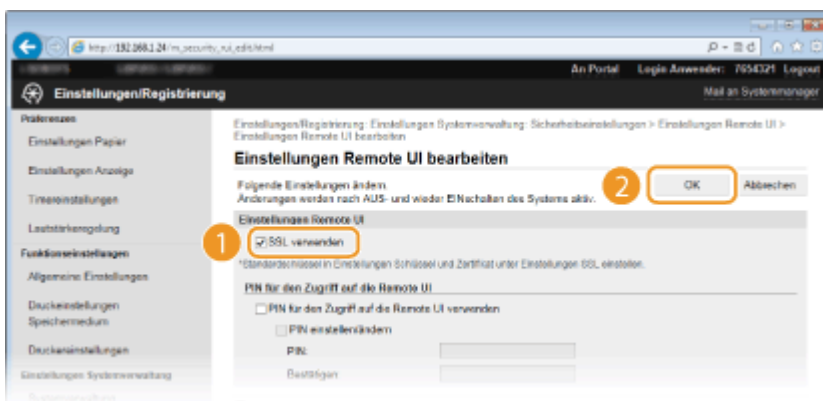 http://192.168.1.24/m_security_rui_edit.html
An Portal Login Anwender: 7654321 Logout
Einstellungen/Registrierung
Mail an Systemmanager
Präferenzen
Einstellungen Papier
Einstellungen Anzeige
Timereinstellungen
Lautstärkeregelung
Funktionseinstellungen
Allgemeine Einstellungen
Druckeinstellungen
Speichermedium
Druckereinstellungen
Einstellungen Systemverwaltung
Einstellungen/Registrierung: Einstellungen Systemverwaltung: Sicherheitseinstellungen > Einstellungen Remote UI >
Einstellungen Remote UI bearbeiten
Einstellungen Remote UI bearbeiten
Folgende Einstellungen ändern.
Änderungen werden nach AUS- und wieder EINschalten des Systems aktiv.
2
OK
Abbrechen
Einstellungen Remote UI
1
SSL verwenden
*Standardschlüssel in Einstellungen Schlüssel und Zertifikat unter Einstellungen SSL einstellen.
PIN für den Zugriff auf die Remote UI
PIN für den Zugriff auf die Remote UI verwenden
PIN einstellen/ändern
PIN:
Bestätigen: